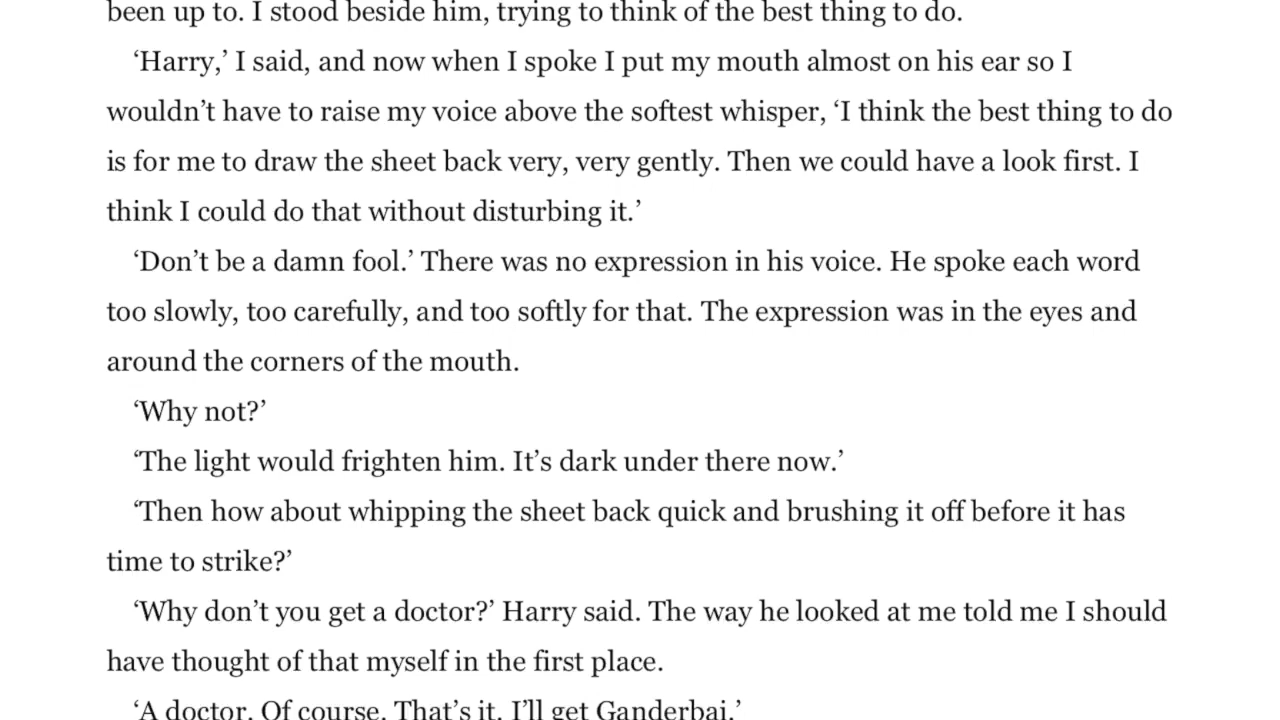 been up to. I stood beside him, trying to think of the best thing to do.
‘Harry,’ I said, and now when I spoke I put my mouth almost on his ear so I
wouldn’t have to raise my voice above the softest whisper, ‘I think the best thing to do
is for me to draw the sheet back very, very gently. Then we could have a look first. I
think I could do that without disturbing it.’
‘Don’t be a damn fool.’ There was no expression in his voice. He spoke each word
too slowly, too carefully, and too softly for that. The expression was in the eyes and
around the corners of the mouth.
‘Why not?’
‘The light would frighten him. It’s dark under there now.’
‘Then how about whipping the sheet back quick and brushing it off before it has
time to strike?’
‘Why don’t you get a doctor?’ Harry said. The way he looked at me told me I should
have thought of that myself in the first place.
‘A doctor. Of course. That’s it. I’ll get Ganderbai.’